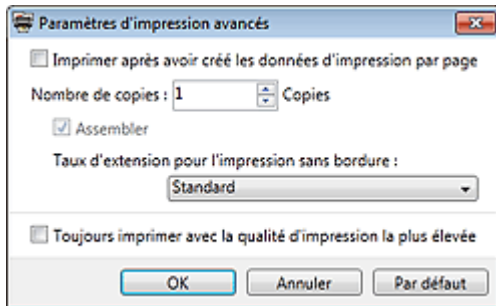 Paramètres d'impression avancés
Imprimer après avoir créé les données d'impression par page
Nombre de copies : 1 Copies
Assembler
Taux d'extension pour l'impression sans bordure :
Standard
Toujours imprimer avec la qualité d'impression la plus élevée
OK Annuler Par défaut